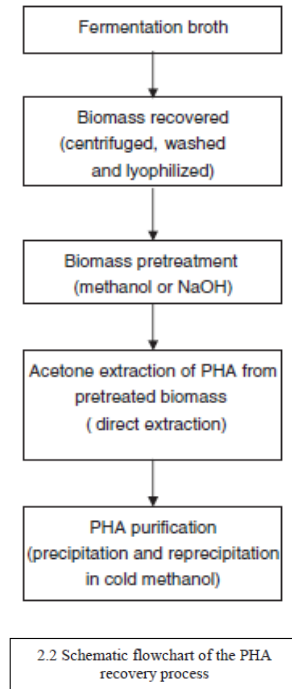 Fermentation broth
Biomass recovered
(centrifuged, washed
and lyophilized)
Biomass pretreatment
(methanol or NaOH)
Acetone extraction of PHA from
pretreated biomass
( direct extraction)
PHA purification
(precipitation and reprecipitation
in cold methanol)
2.2 Schematic flowchart of the PHA
recovery process